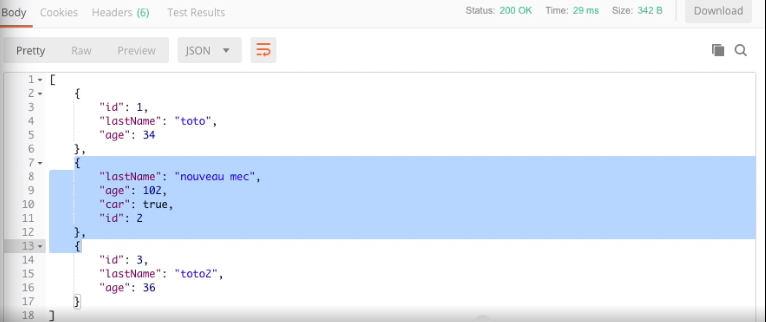 Body Cookies Headers (6) Test Results Status: 200 OK Time: 29 ms Size: 342 B Download
Pretty Raw Preview JSON
1 [
2 {
3 "id": 1,
4 "lastName": "toto",
5 "age": 34
6 },
7 {
8 "lastName": "nouveau mec",
9 "age": 102,
10 "car": true,
11 "id": 2
12 },
13 {
14 "id": 3,
15 "lastName": "toto2",
16 "age": 36
17 }
18 ]